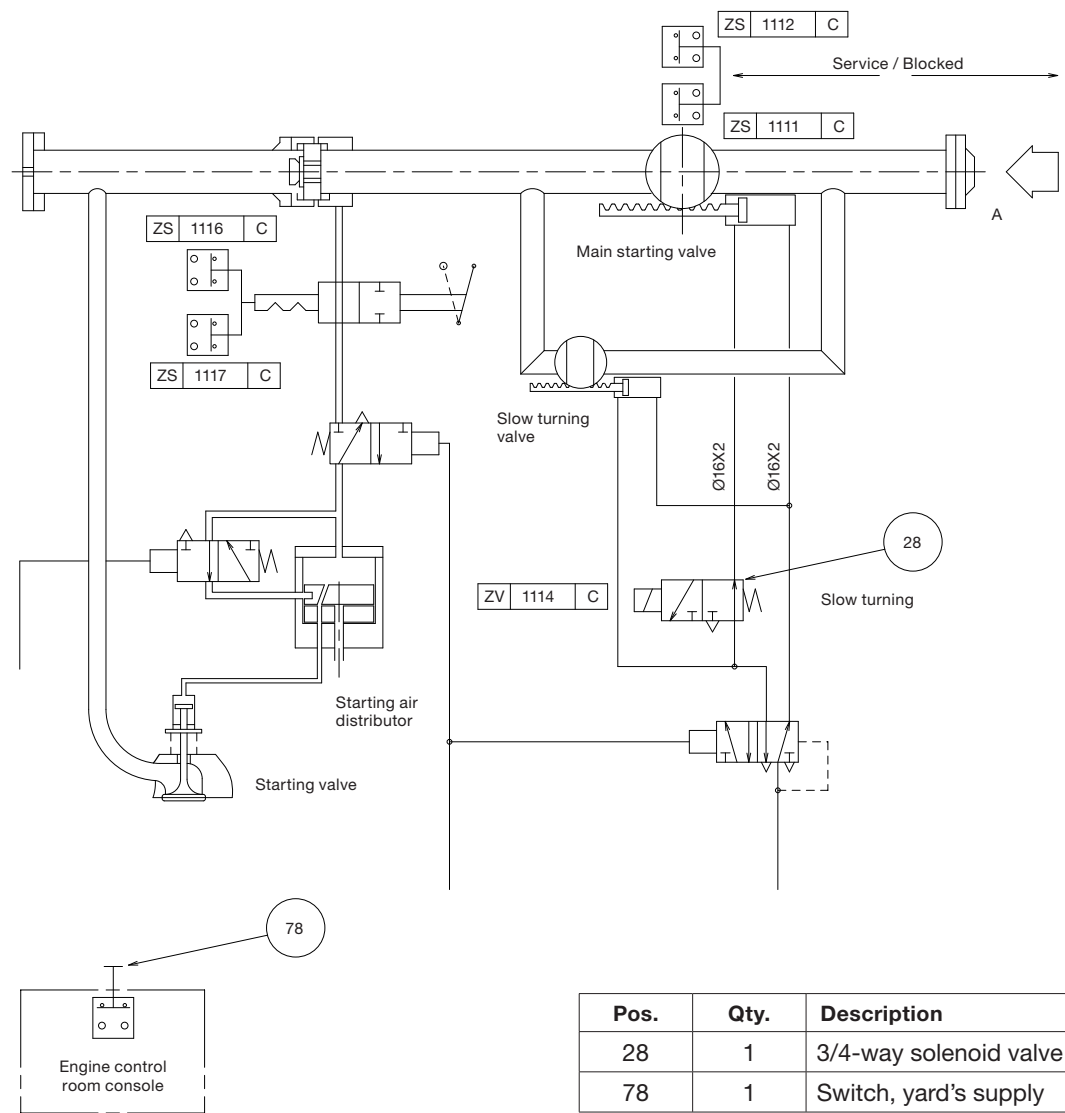 ZS 1112 C
Service / Blocked
ZS 1111 C
A
Main starting valve
ZS 1116 C
ZS 1117 C
Slow turning
valve
Ø16X2
Ø16X2
28
Slow turning
ZV 1114 C
Starting air
distributor
Starting valve
78
Engine control
room console
Pos. Qty. Description
28 1 3/4-way solenoid valve
78 1 Switch, yard’s supply